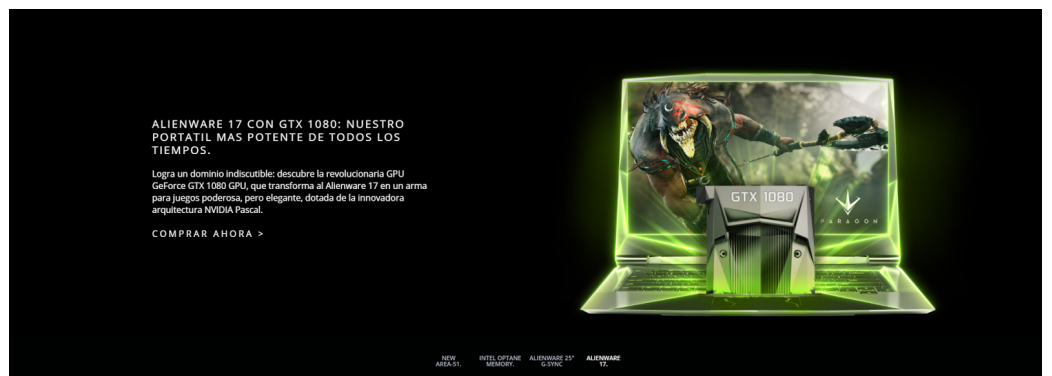 ALIENWARE 17 CON GTX 1080: NUESTRO
PORTATIL MAS POTENTE DE TODOS LOS
TIEMPOS.
Logra un dominio indiscutible: descubre la revolucionaria GPU
GeForce GTX 1080 GPU, que transforma al Alienware 17 en un arma
para juegos poderosa, pero elegante, dotada de la innovadora
arquitectura NVIDIA Pascal.
COMPRAR AHORA >
GTX 1080
PARAGON
NEW
AREA-51.
INTEL OPTANE
MEMORY.
ALIENWARE 25"
G-SYNC
ALIENWARE
17.